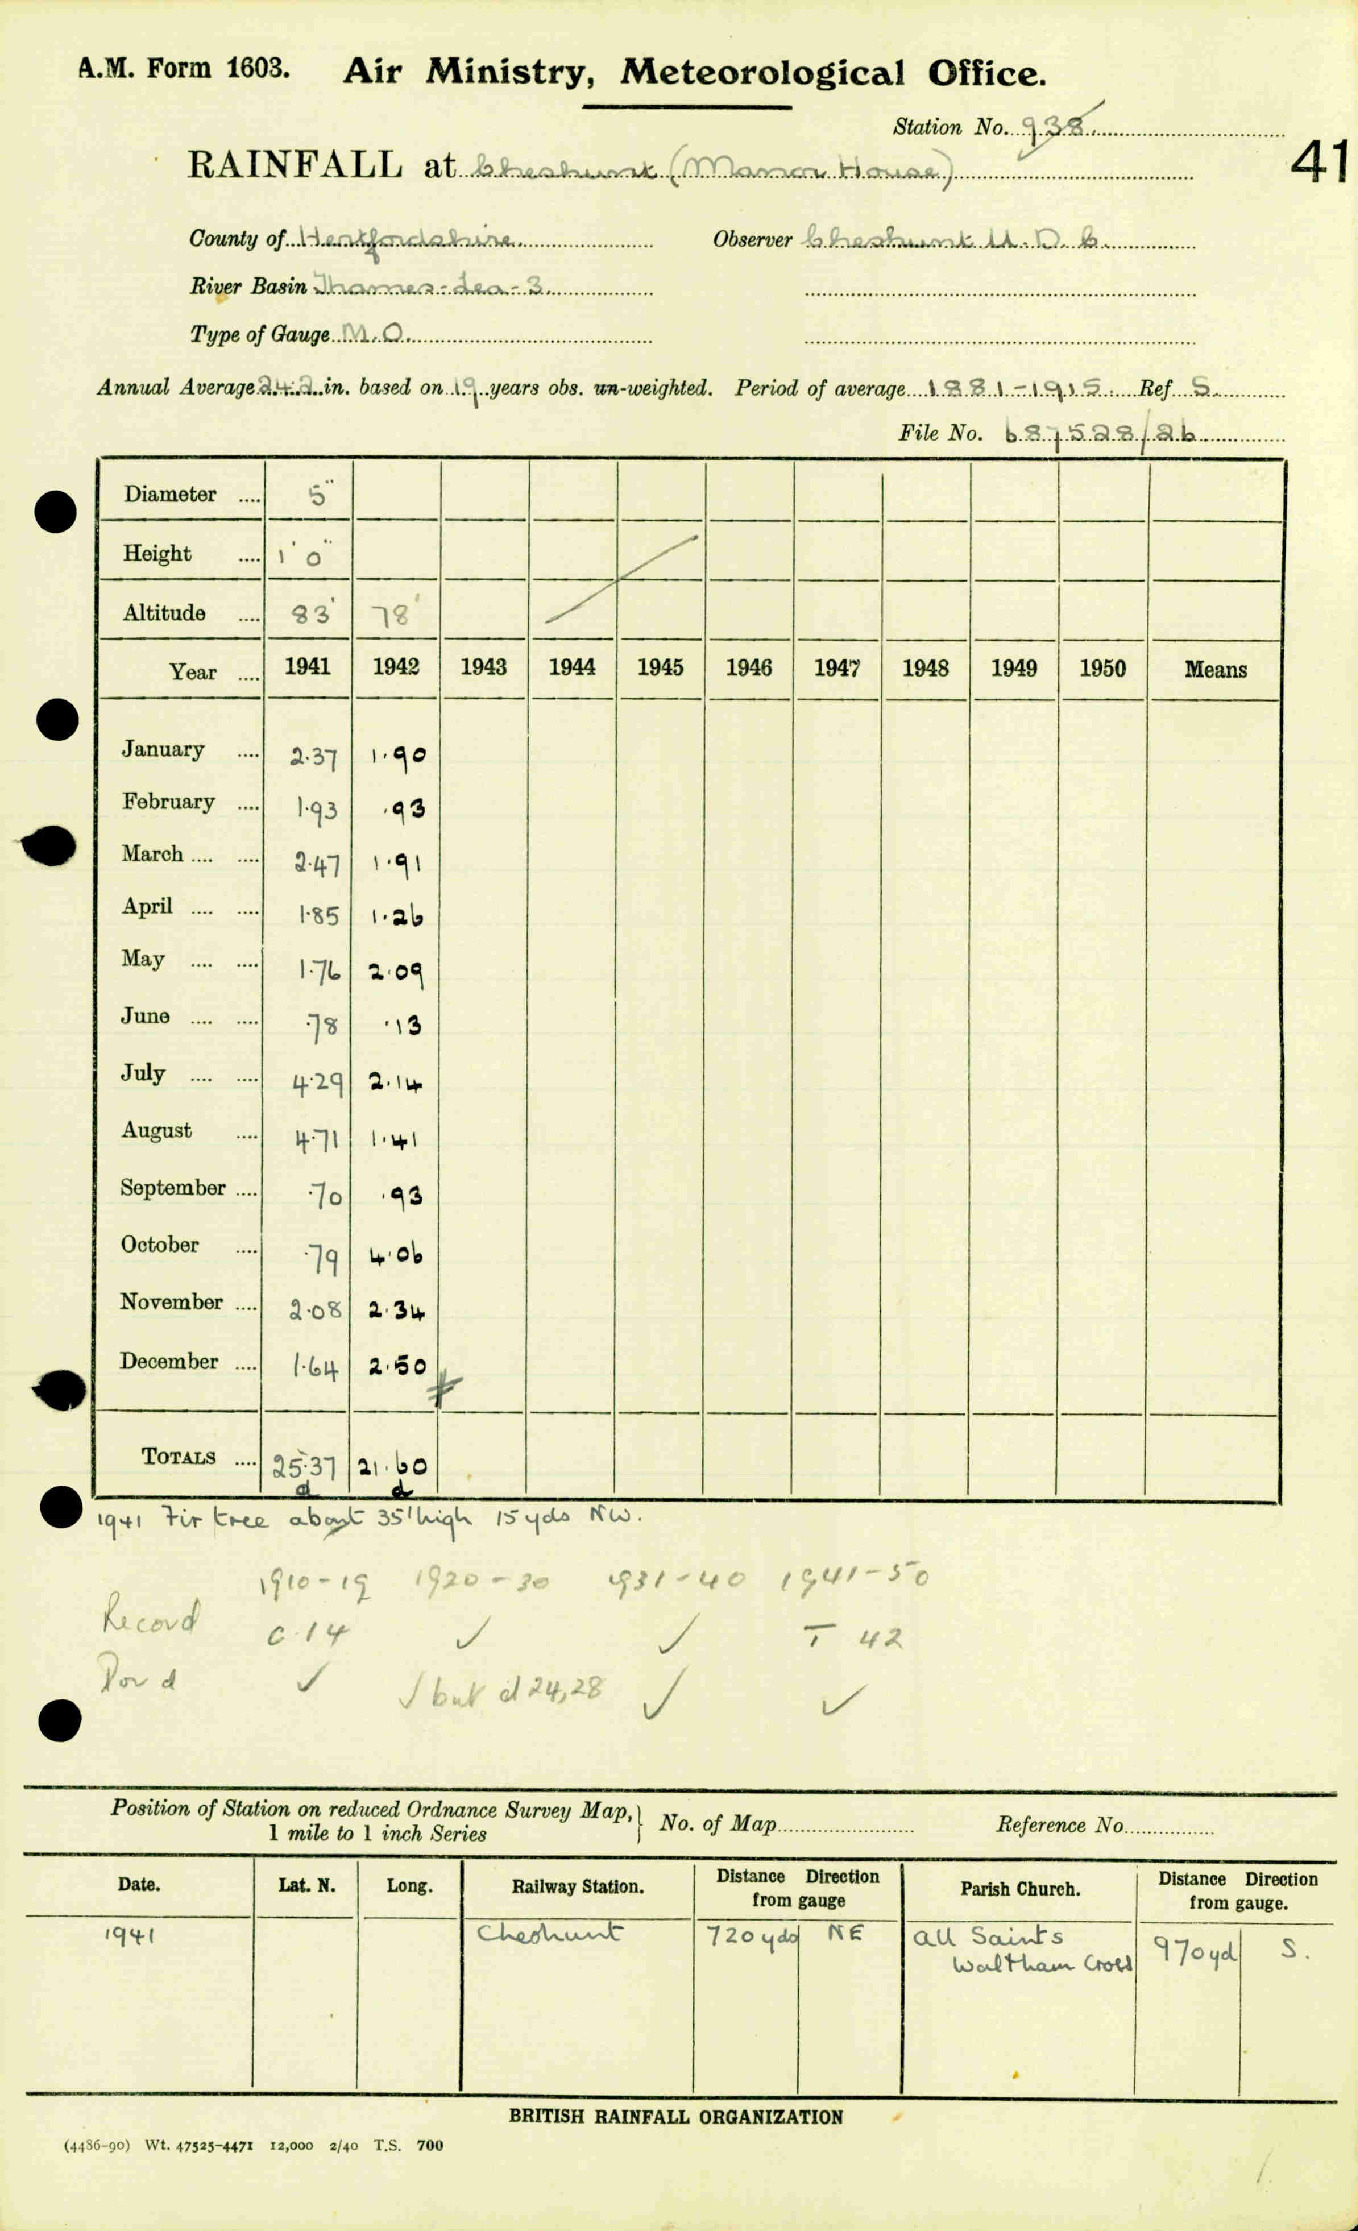 A.M. Form 1603. Air Ministry, Meteorological Office.
Station No. 938
41
RAINFALL at Cheshunt (Manor House)
County of Hertfordshire Observer Cheshunt U.D.C.
River Basin Thames-Lea-3
Type of Gauge M.O.
Annual Average 24.2 in. based on 19 years obs. un-weighted. Period of average 1881-1915. Ref S.
File No. 687528/26
Diameter .... 5"
Height .... 1' 0"
Altitude .... 83' 78'
Year .... 1941 1942 1943 1944 1945 1946 1947 1948 1949 1950 Means
January .... 2.37 1.90
February .... 1.93 .93
March .... .... 2.47 1.91
April .... .... 1.85 1.26
May .... .... 1.76 2.09
June .... .... .78 .13
July .... .... 4.29 2.14
August .... 4.71 1.41
September .... .70 .93
October .... .79 4.06
November .... 2.08 2.34
December .... 1.64 2.50
TOTALS .... 25.37 21.60
d d
1941 Fir tree about 35' high 15 yds NW.
1910-19 1920-30 1931-40 1941-50
Record C 14 ✓ ✓ T 42
D or d ✓ ✓ but d 24,28 ✓ ✓
Position of Station on reduced Ordnance Survey Map, } No. of Map Reference No.
1 mile to 1 inch Series
Date. Lat. N. Long. Railway Station. Distance Direction from gauge Parish Church. Distance Direction from gauge.
1941 Cheshunt 720 yds NE All Saints Waltham Cross 970 yd S.
BRITISH RAINFALL ORGANIZATION
(4486-90) Wt. 47525-4471 12,000 2/40 T.S. 700